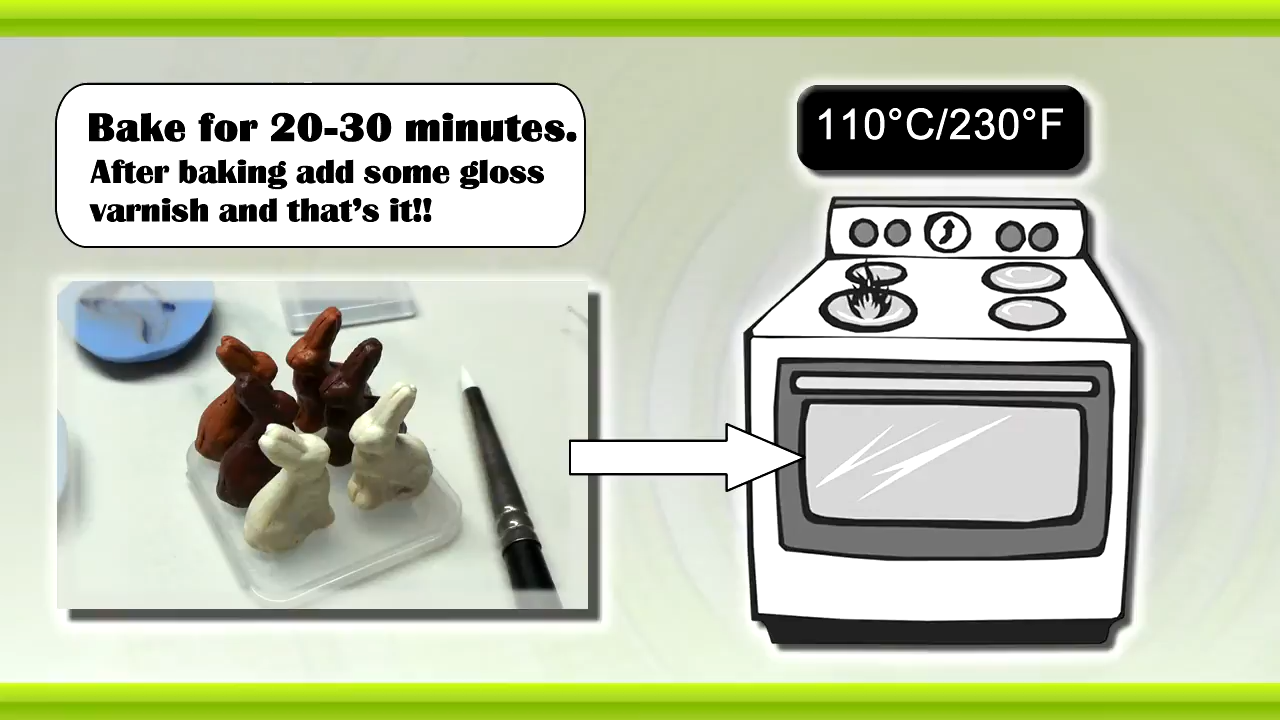 Bake for 20-30 minutes.
After baking add some gloss
varnish and that's it!!
110°C/230°F